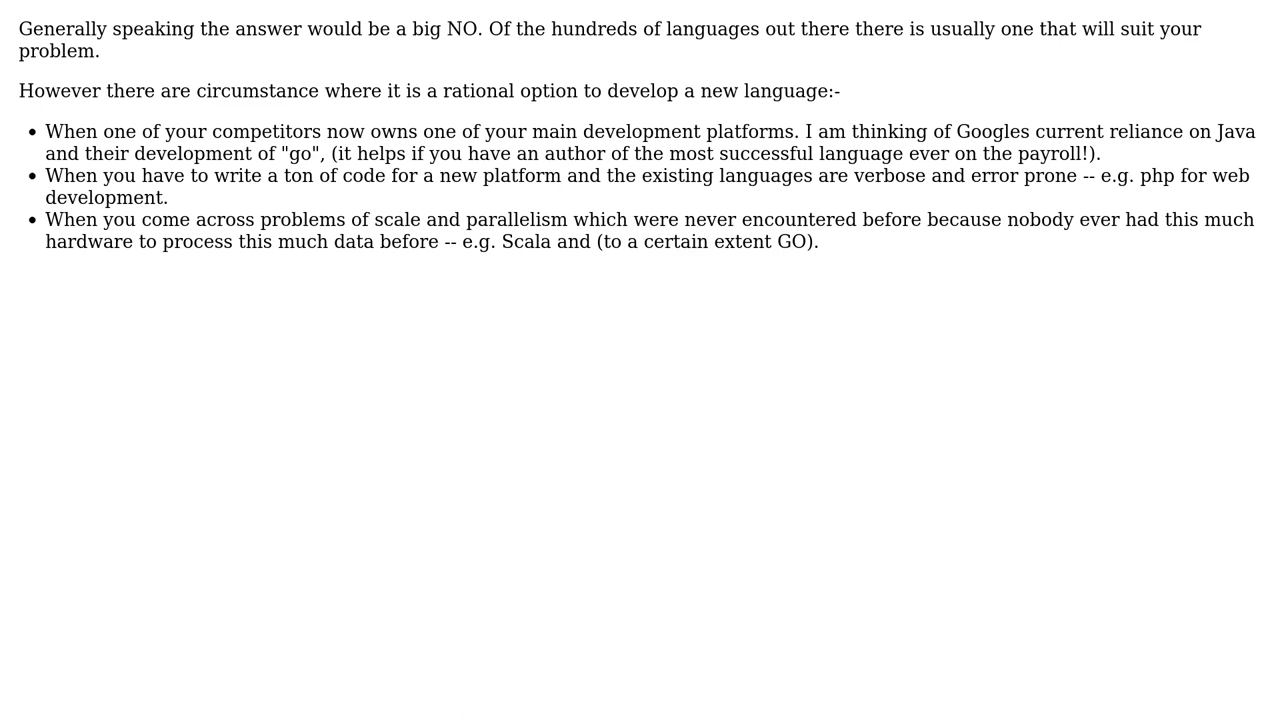 Generally speaking the answer would be a big NO. Of the hundreds of languages out there there is usually one that will suit your
problem.
However there are circumstance where it is a rational option to develop a new language:-
• When one of your competitors now owns one of your main development platforms. I am thinking of Googles current reliance on Java
and their development of "go", (it helps if you have an author of the most successful language ever on the payroll!).
• When you have to write a ton of code for a new platform and the existing languages are verbose and error prone -- e.g. php for web
development.
• When you come across problems of scale and parallelism which were never encountered before because nobody ever had this much
hardware to process this much data before -- e.g. Scala and (to a certain extent GO).